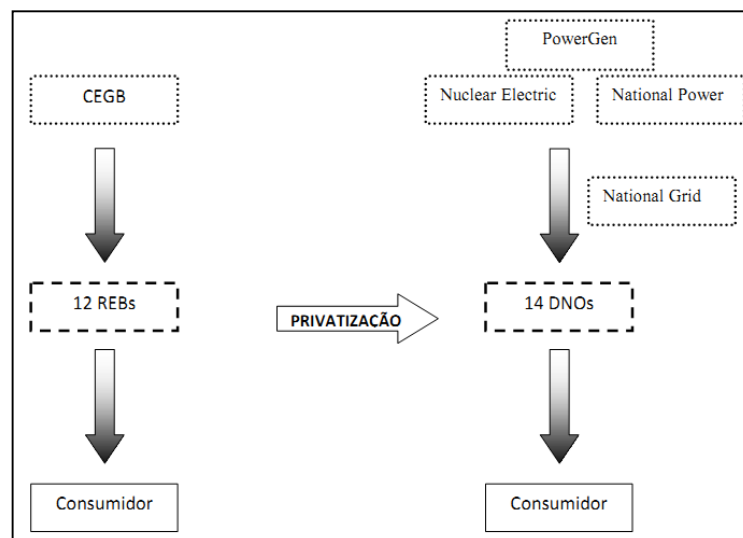 PowerGen
CEGB
Nuclear Electric
National Power
National Grid
12 REBs
PRIVATIZAÇÃO
14 DNOs
Consumidor
Consumidor